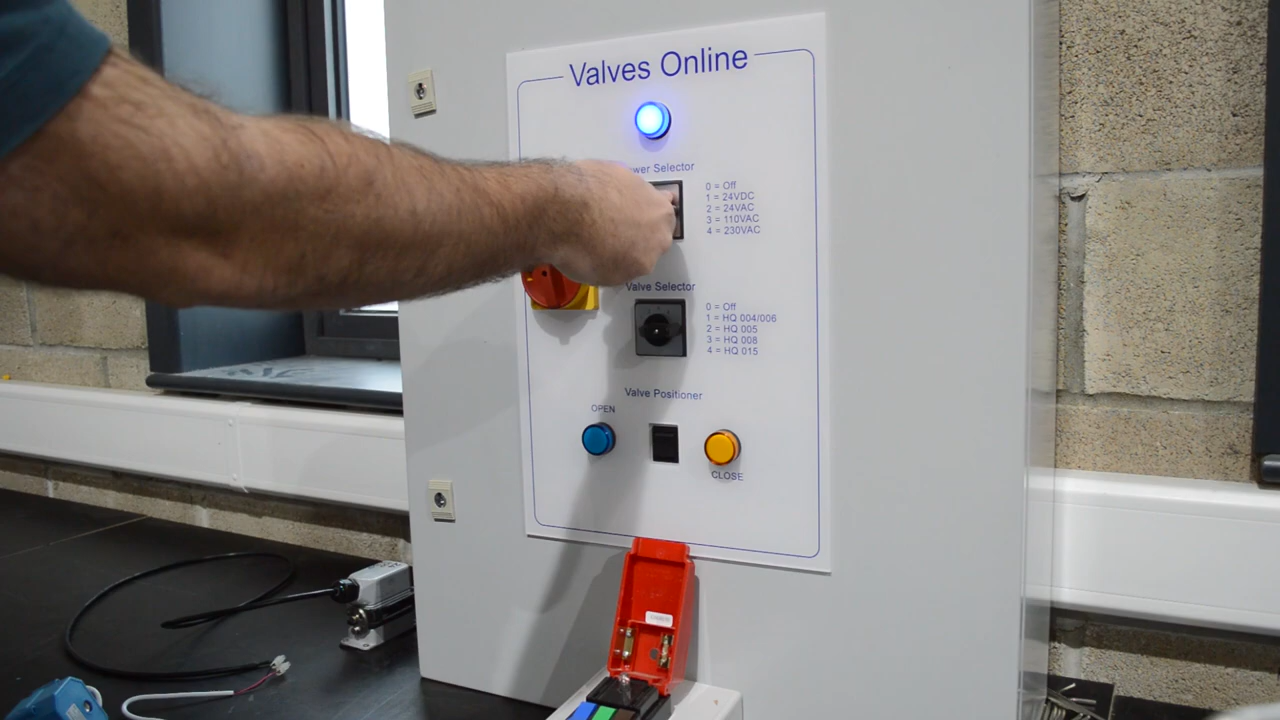 Valves Online
wer Selector
0 = Off
1 = 24VDC
2 = 24VAC
3 = 110VAC
4 = 230VAC
Valve Selector
0 = Off
1 = HQ 004/006
2 = HQ 005
3 = HQ 008
4 = HQ 015
Valve Positioner
OPEN
CLOSE